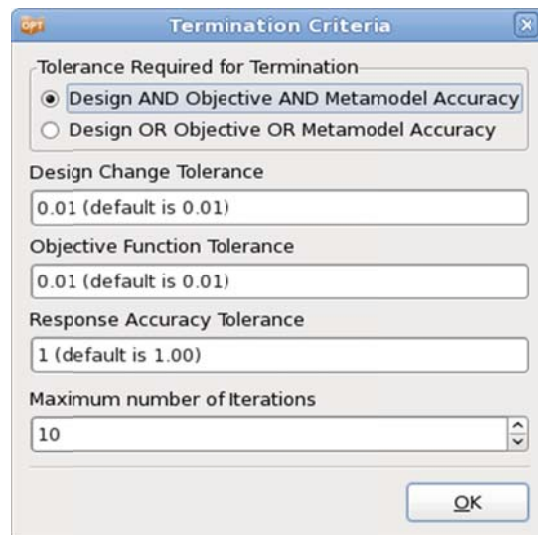 OPT Termination Criteria
Tolerance Required for Termination
Design AND Objective AND Metamodel Accuracy
Design OR Objective OR Metamodel Accuracy
Design Change Tolerance
0.01 (default is 0.01)
Objective Function Tolerance
0.01 (default is 0.01)
Response Accuracy Tolerance
1 (default is 1.00)
Maximum number of Iterations
10
OK